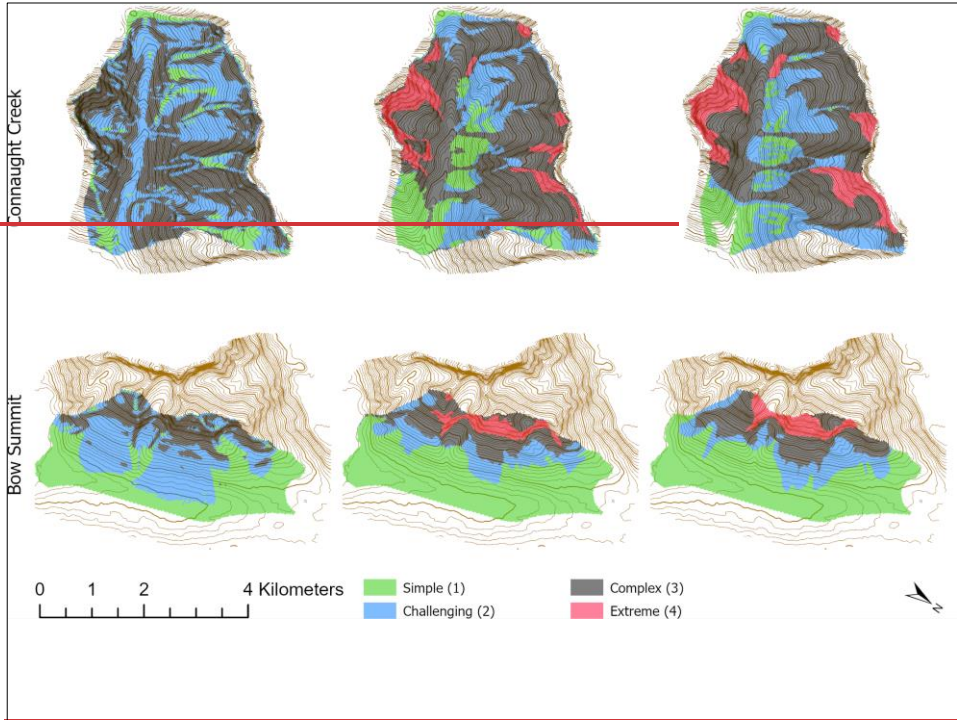 Connaught Creek
Bow Summit
0 1 2 4 Kilometers
Simple (1)
Challenging (2)
Complex (3)
Extreme (4)
N